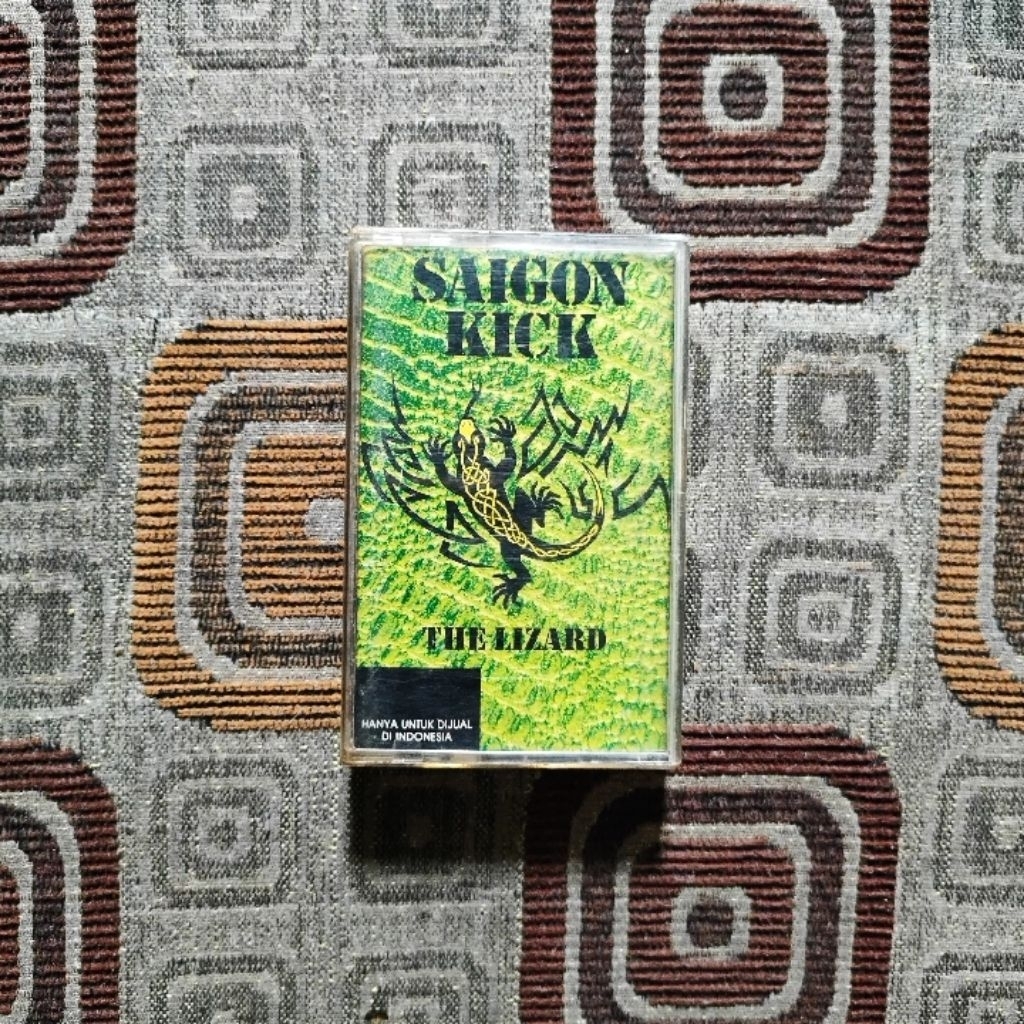 SAIGON
KICK
THE LIZARD
HANYA UNTUK DIJUAL
DI INDONESIA